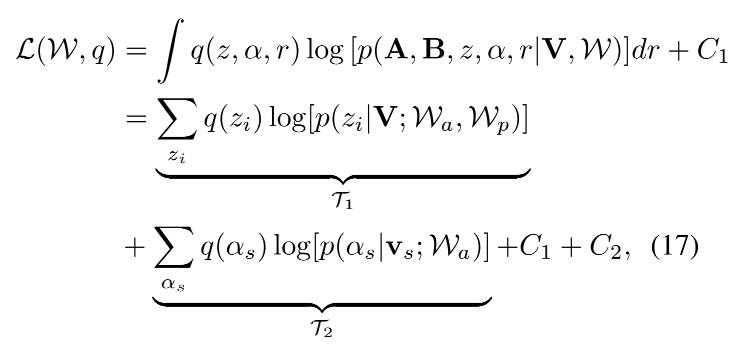 ℒ(𝒲, q) = ∫ q(z, α, r) log [p(𝐀, 𝐁, z, α, r|𝐕, 𝒲)]dr + C₁
= ∑_{z_i} q(z_i) log[p(z_i|𝐕; 𝒲_a, 𝒲_p)]
𝒯₁
+ ∑_{α_s} q(α_s) log[p(α_s|𝐯_s; 𝒲_a)] +C₁ + C₂, (17)
𝒯₂